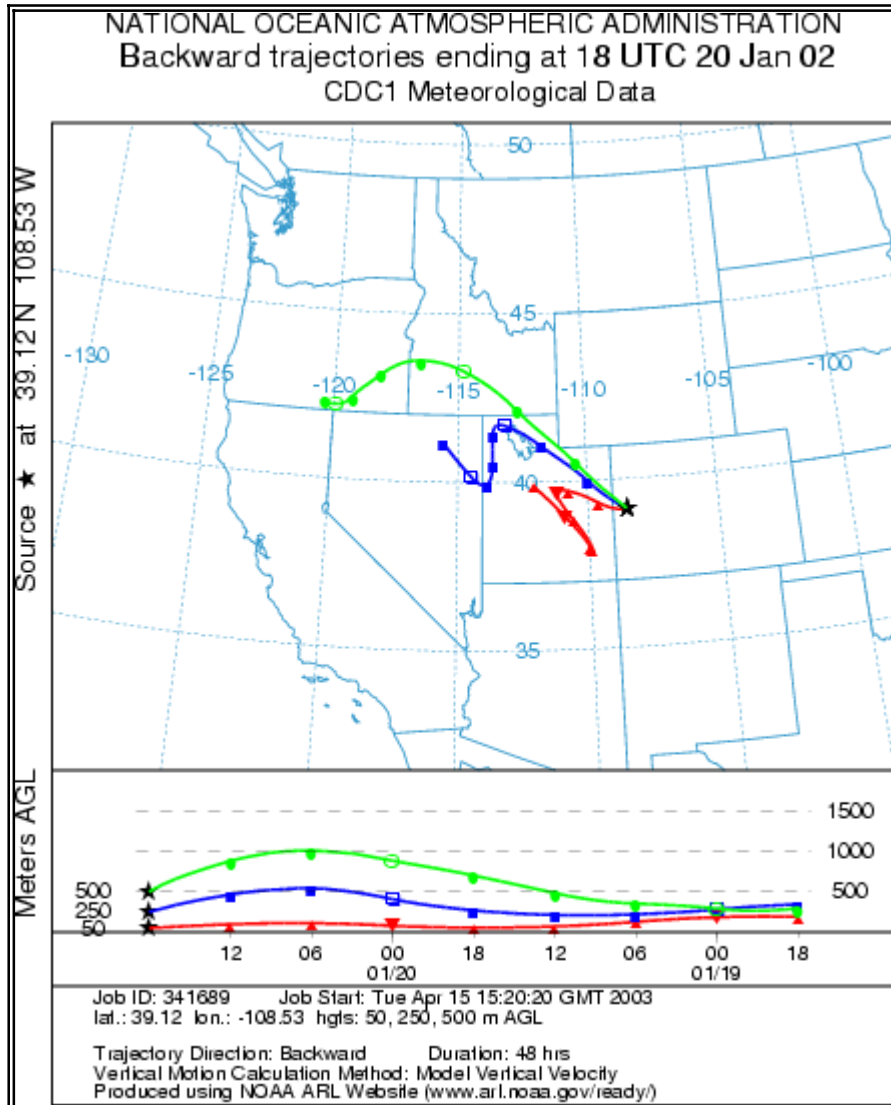 NATIONAL OCEANIC ATMOSPHERIC ADMINISTRATION
Backward trajectories ending at 18 UTC 20 Jan 02
CDC1 Meteorological Data
Source ★ at 39.12 N 108.53 W
50
45
-130
-125
-120
-115
-110
-105
-100
40
35
Meters AGL
1500
1000
500
500
250
50
12 06 00 18 12 06 00 18
01/20 01/19
Job ID: 341689 Job Start: Tue Apr 15 15:20:20 GMT 2003
lat.: 39.12 lon.: -108.53 hgts: 50, 250, 500 m AGL
Trajectory Direction: Backward Duration: 48 hrs
Vertical Motion Calculation Method: Model Vertical Velocity
Produced using NOAA ARL Website (www.arl.noaa.gov/ready/)